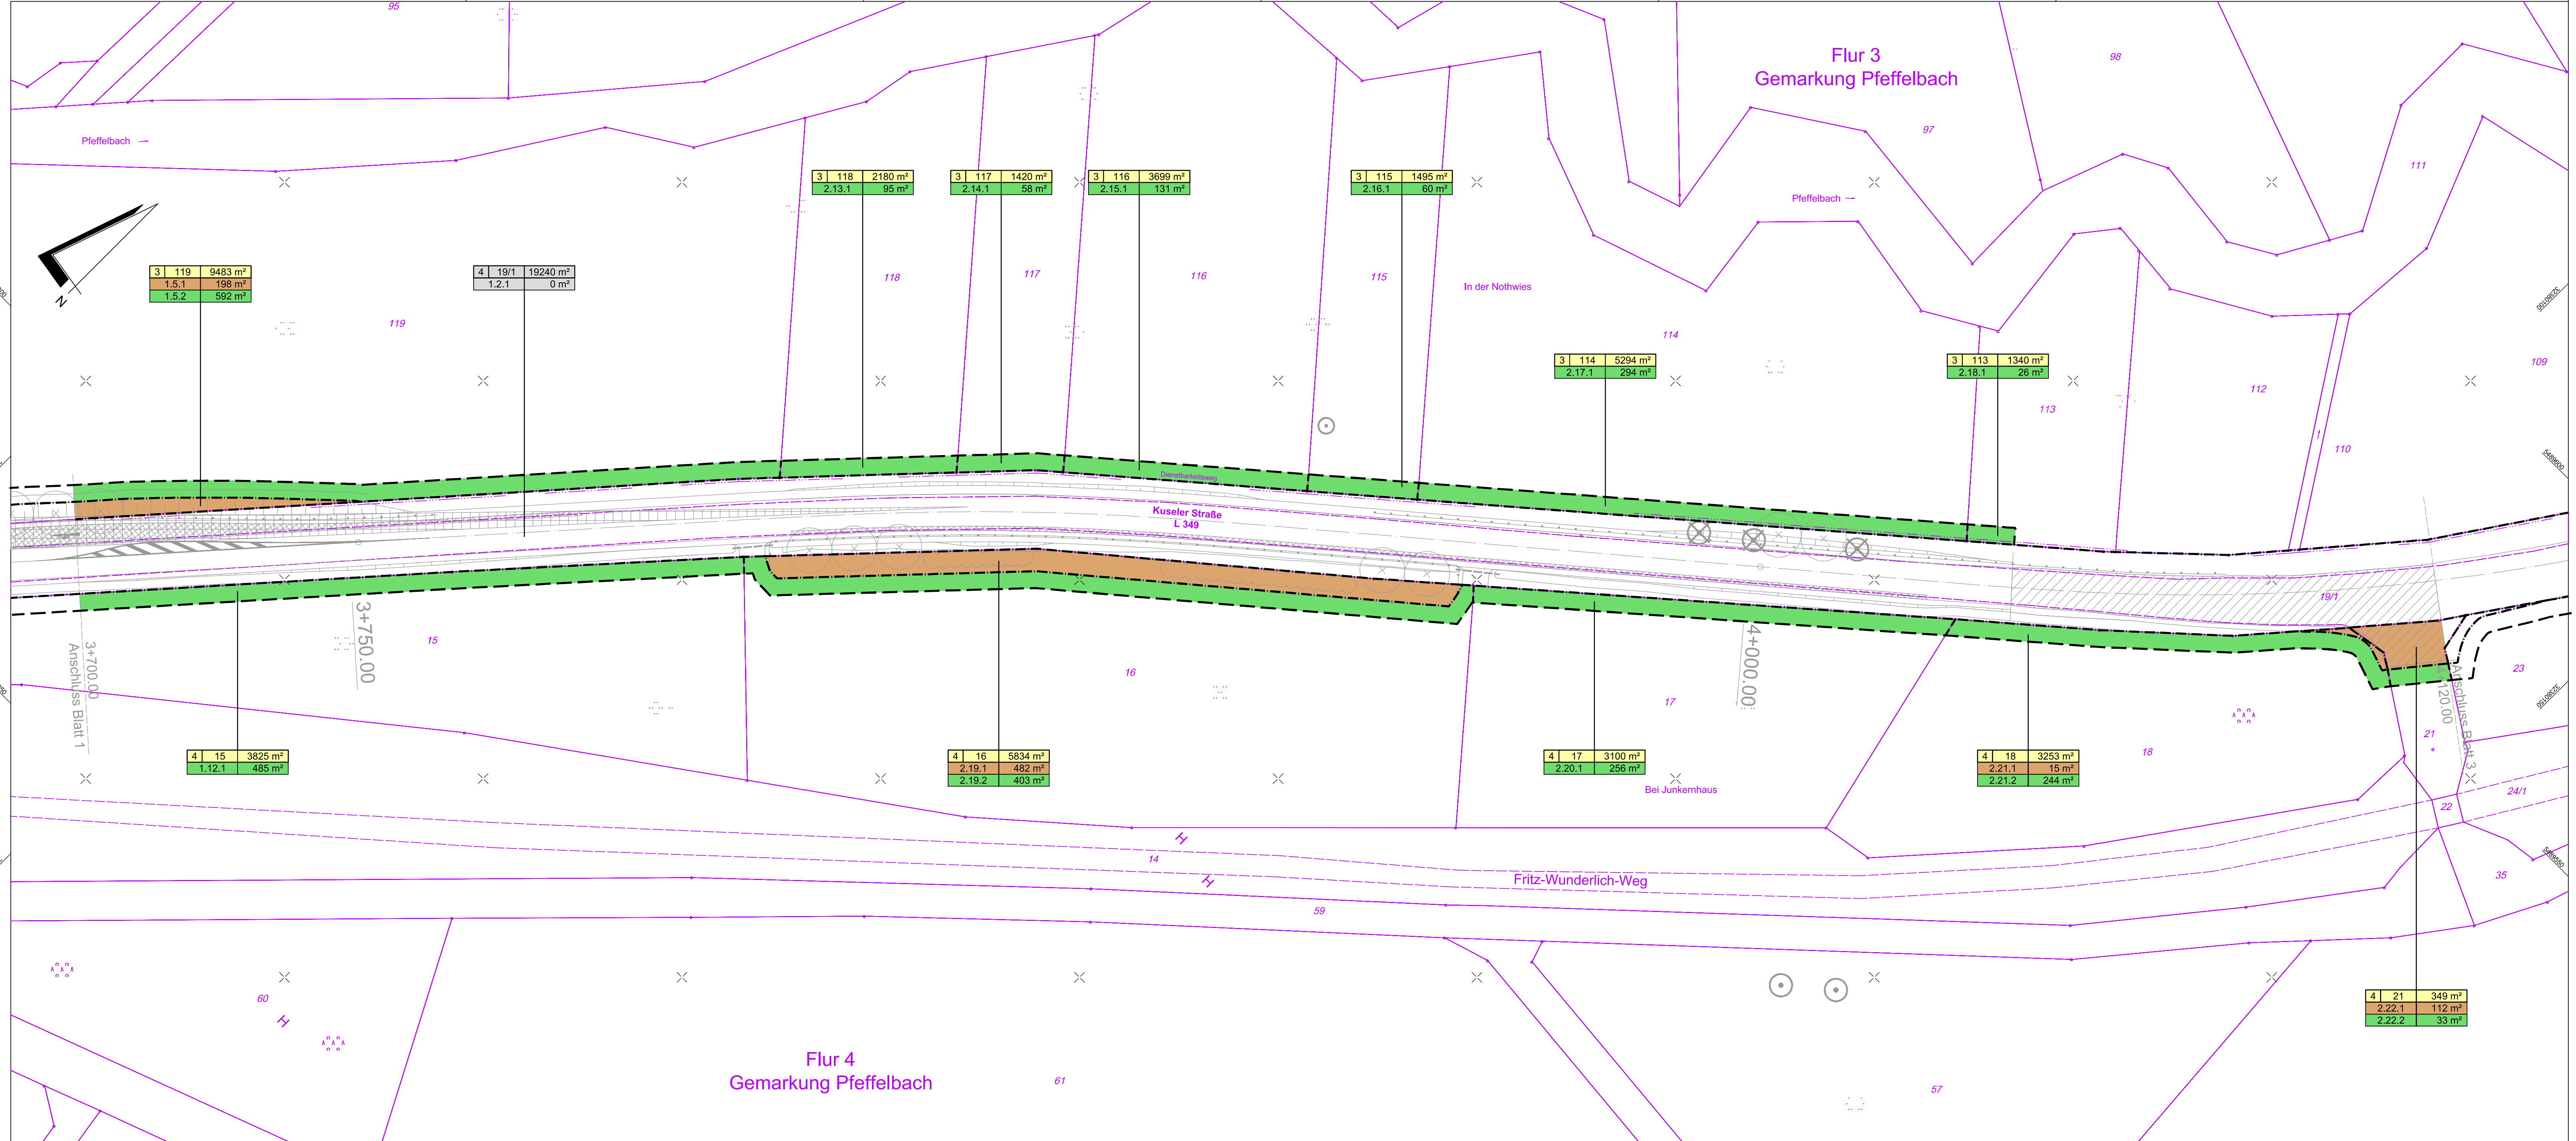 95
98
Flur 3
Gemarkung Pfeffelbach
97
111
Pfeffelbach
Pfeffelbach
3 118 2180 m²
2.13.1 95 m²
3 117 1420 m²
2.14.1 58 m²
3 116 3699 m²
2.15.1 131 m²
3 115 1495 m²
2.16.1 60 m²
N
3 119 9483 m²
1.5.1 198 m²
1.5.2 592 m²
4 19/1 19240 m²
1.2.1 0 m²
118
117
116
115
In der Nothwies
119
114
32380100
3 114 5294 m²
2.17.1 294 m²
3 113 1340 m²
2.18.1 26 m²
109
112
113
110
5489600
Dienstbarkeitsweg
Kuseler Straße
L 349
19/1
3+700.00
Anschluss Blatt 1
3+750.00
4+000.00
Anschluss Blatt 3
15
16
17
18
23
21
32380150
4 15 3825 m²
1.12.1 485 m²
4 16 5834 m²
2.19.1 482 m²
2.19.2 403 m²
4 17 3100 m²
2.20.1 256 m²
4 18 3253 m²
2.21.1 15 m²
2.21.2 244 m²
Bei Junkernhaus
24/1
22
14
5489550
35
Fritz-Wunderlich-Weg
59
60
4 21 349 m²
2.22.1 112 m²
2.22.2 33 m²
Flur 4
Gemarkung Pfeffelbach
61
57